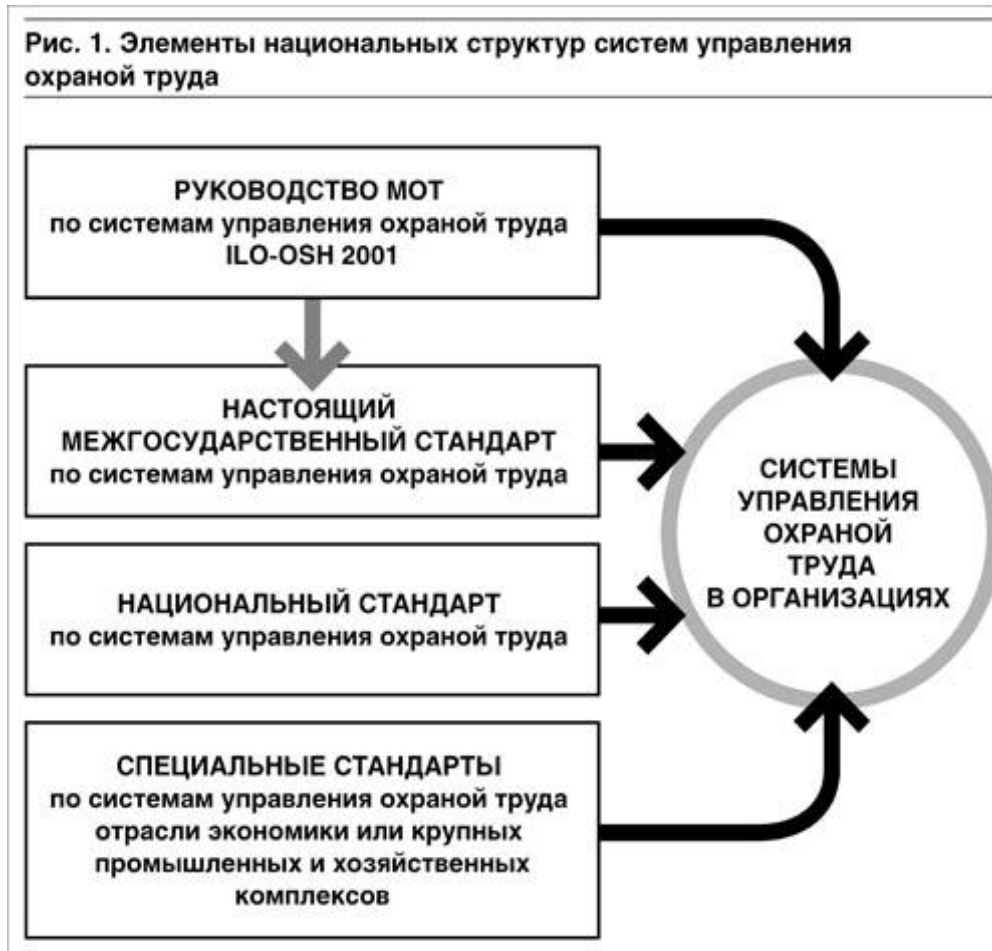 Рис. 1. Элементы национальных структур систем управления
охраной труда
РУКОВОДСТВО МОТ
по системам управления охраной труда
ILO-OSH 2001
НАСТОЯЩИЙ
МЕЖГОСУДАРСТВЕННЫЙ СТАНДАРТ
по системам управления охраной труда
НАЦИОНАЛЬНЫЙ СТАНДАРТ
по системам управления охраной труда
СПЕЦИАЛЬНЫЕ СТАНДАРТЫ
по системам управления охраной труда
отрасли экономики или крупных
промышленных и хозяйственных
комплексов
СИСТЕМЫ
УПРАВЛЕНИЯ
ОХРАНОЙ
ТРУДА
В ОРГАНИЗАЦИЯХ